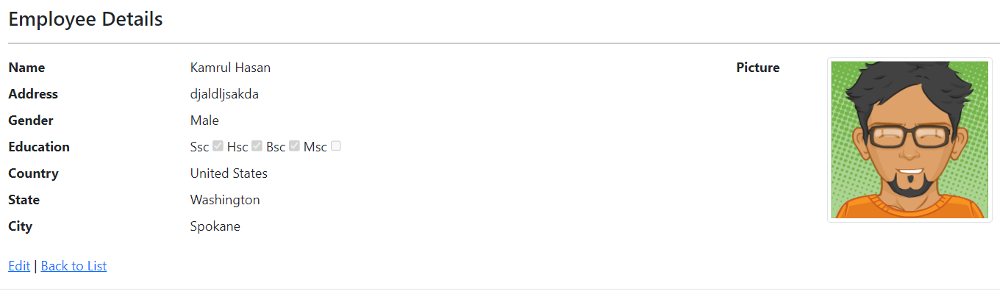 Employee Details
Name Kamrul Hasan Picture
Address djaldljsakda
Gender Male
Education Ssc Hsc Bsc Msc
Country United States
State Washington
City Spokane
Edit | Back to List